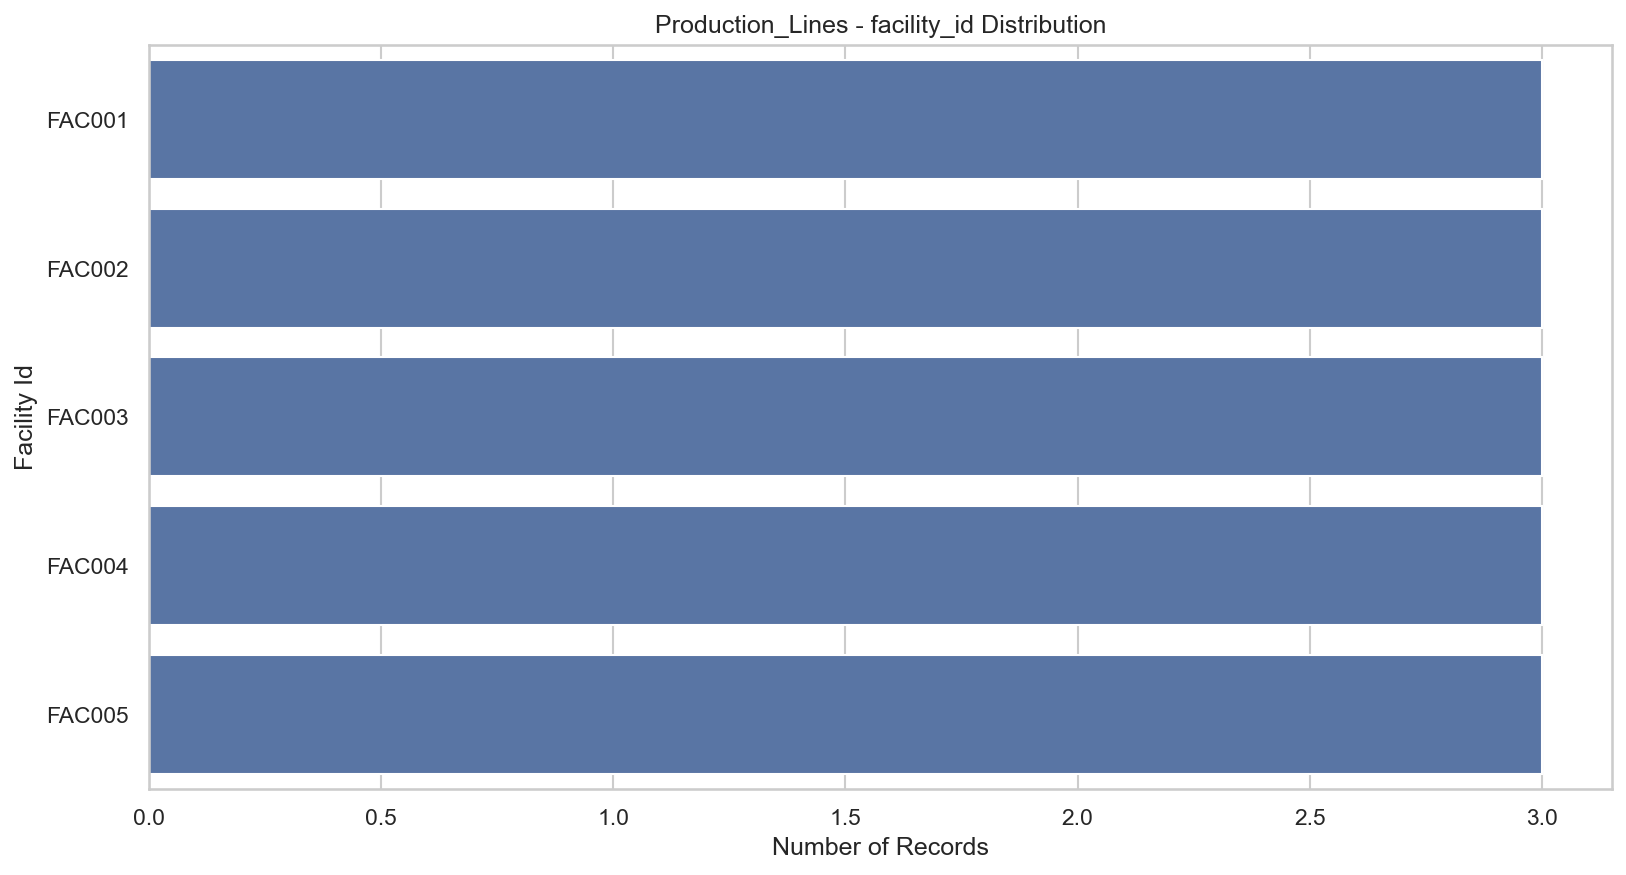 Production_Lines - facility_id Distribution
Facility Id
FAC001
FAC002
FAC003
FAC004
FAC005
0.0 0.5 1.0 1.5 2.0 2.5 3.0
Number of Records